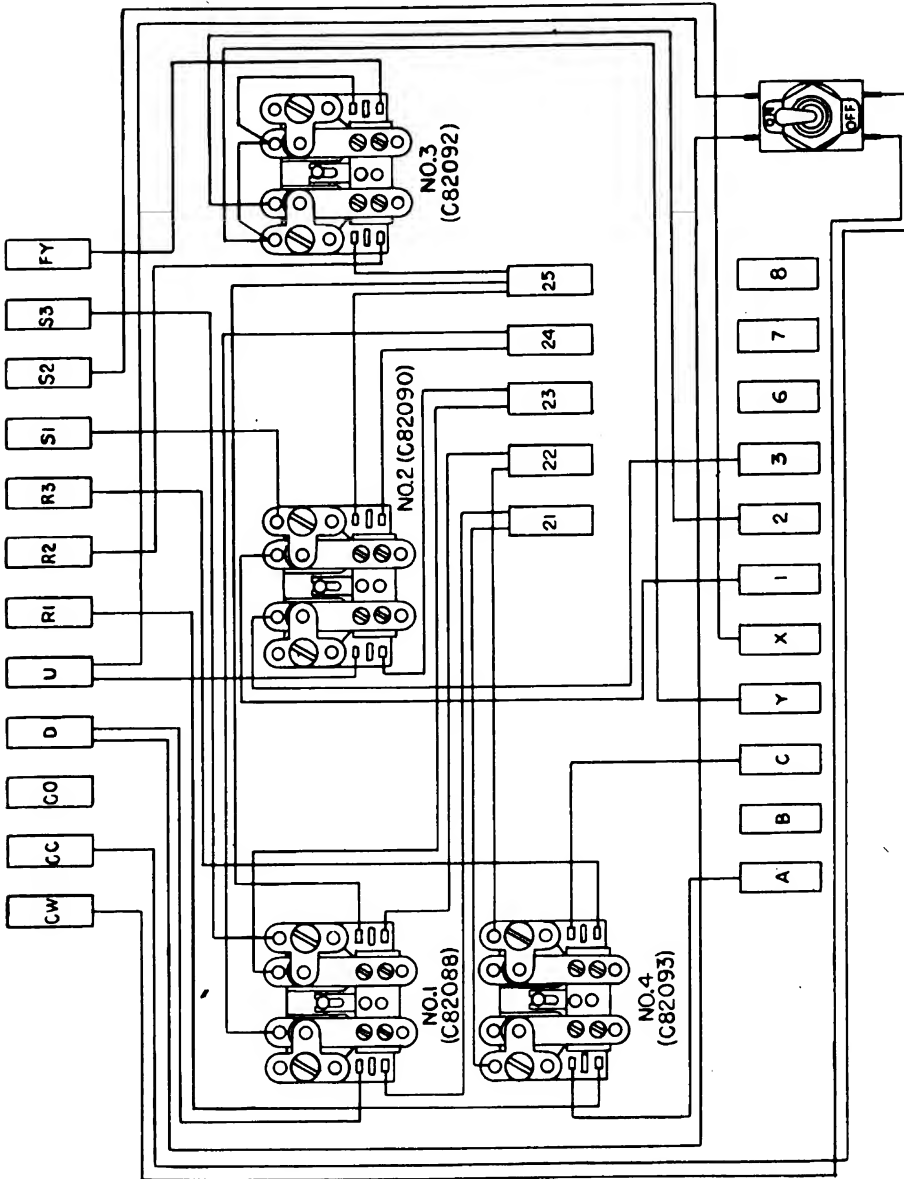 CW
CC
CO
D
U
R1
R2
R3
S1
S2
S3
FY
NO.1
(C82088)
NO.2 (C82090)
NO.3
(C82092)
21
22
23
24
25
NO.4
(C82093)
A
B
C
Y
X
1
2
3
6
7
8
ON
OFF